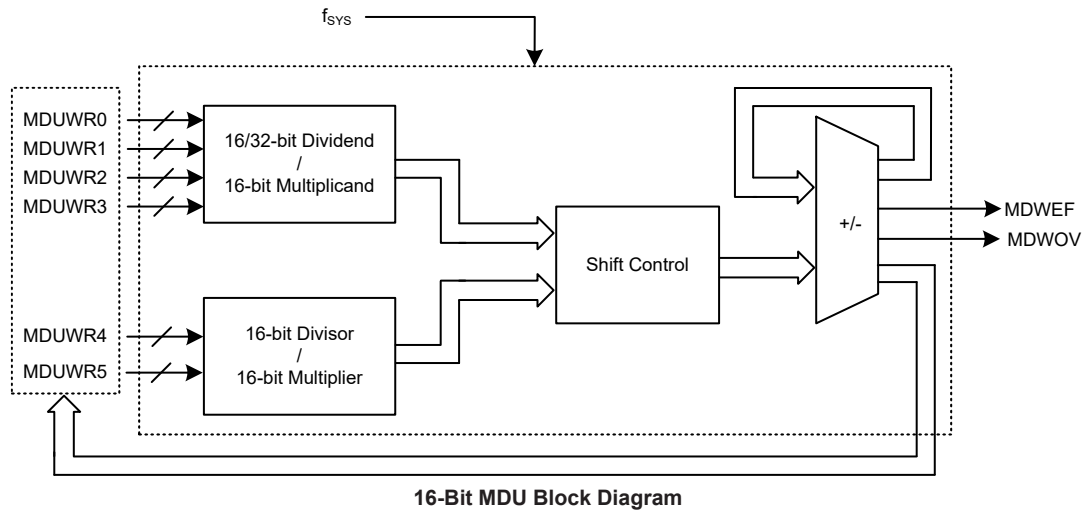 fSYS
MDUWR0
MDUWR1
MDUWR2
MDUWR3
16/32-bit Dividend
/
16-bit Multiplicand
MDUWR4
MDUWR5
16-bit Divisor
/
16-bit Multiplier
Shift Control
+/-
MDWEF
MDWOV
16-Bit MDU Block Diagram